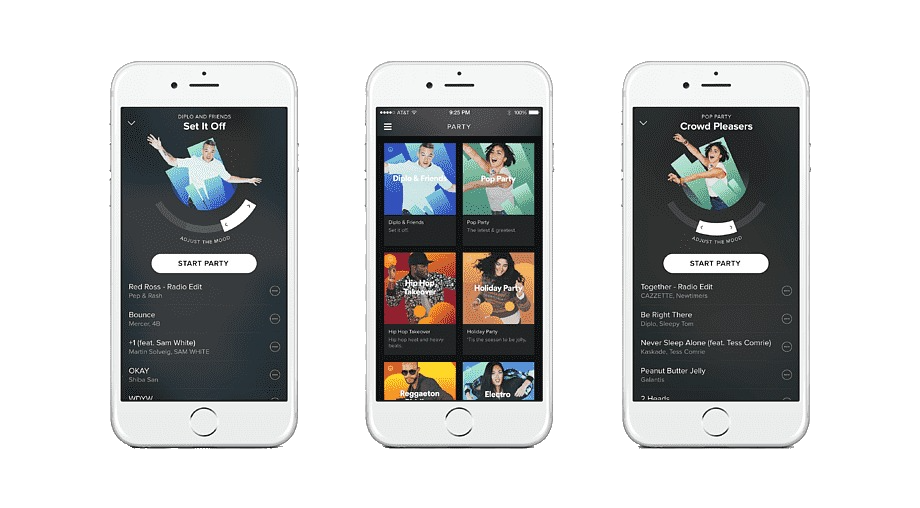 DIPLO AND FRIENDS
Set It Off
ADJUST THE MOOD
START PARTY
Red Ross - Radio Edit
Pep & Rash
Bounce
Mercer, 4B
+1 (feat. Sam White)
Martin Solveig, SAM WHITE
OKAY
Shiba San
WDYW
AT&T
9:25 PM
100%
PARTY
Diplo & Friends
Diplo & Friends
Set it off.
Pop Party
Pop Party
The latest & greatest.
Hip Hop
Takeover
Hip Hop Takeover
Hip hop livest and heavy
beats.
Holiday Party
Holiday Party
'Tis the season to be jolly.
Reggaeton
Electro
POP PARTY
Crowd Pleasers
ADJUST THE MOOD
START PARTY
Together - Radio Edit
CAZZETTE, Newtimers
Be Right There
Diplo, Sleepy Tom
Never Sleep Alone (feat. Tess Comrie)
Kaskade, Tess Comrie
Peanut Butter Jelly
Galantis
2 Heads